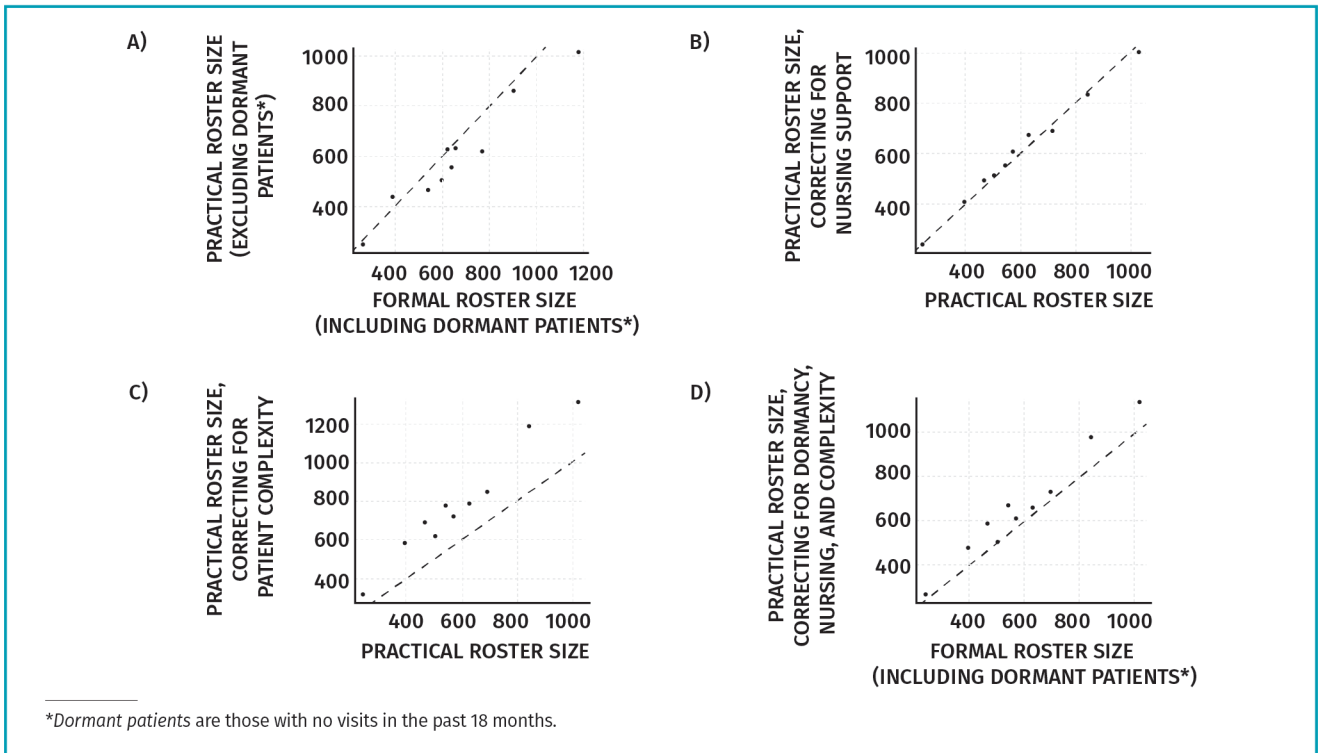 A)
PRACTICAL ROSTER SIZE
(EXCLUDING DORMANT
PATIENTS*)
1000
800
600
400
400 600 800 1000 1200
FORMAL ROSTER SIZE
(INCLUDING DORMANT PATIENTS*)
B)
PRACTICAL ROSTER SIZE,
CORRECTING FOR
NURSING SUPPORT
1000
800
600
400
400 600 800 1000
PRACTICAL ROSTER SIZE
C)
PRACTICAL ROSTER SIZE,
CORRECTING FOR
PATIENT COMPLEXITY
1200
1000
800
600
400
400 600 800 1000
PRACTICAL ROSTER SIZE
D)
PRACTICAL ROSTER SIZE,
CORRECTING FOR DORMANCY,
NURSING, AND COMPLEXITY
1000
800
600
400
400 600 800 1000
FORMAL ROSTER SIZE
(INCLUDING DORMANT PATIENTS*)
*Dormant patients are those with no visits in the past 18 months.